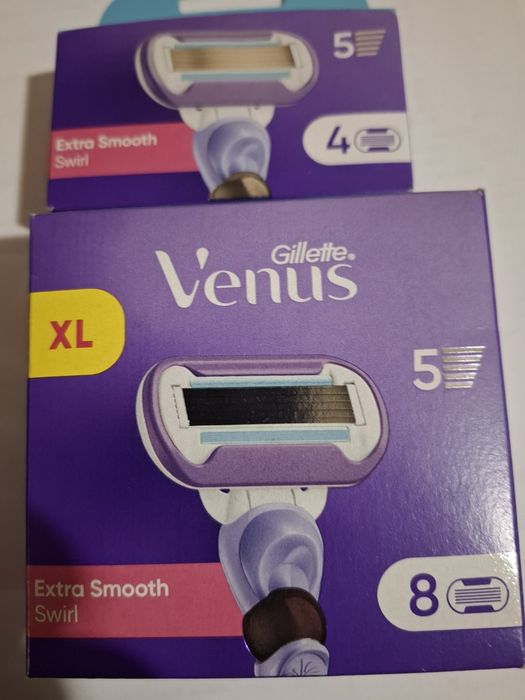 5
Extra Smooth
Swirl
4
Gillette®
Venus
XL
5
Extra Smooth
Swirl
8